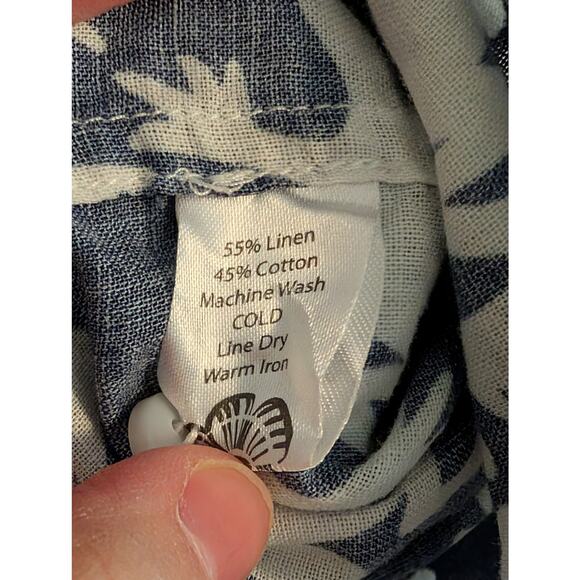 55% Linen
45% Cotton
Machine Wash
COLD
Line Dry
Warm Iron